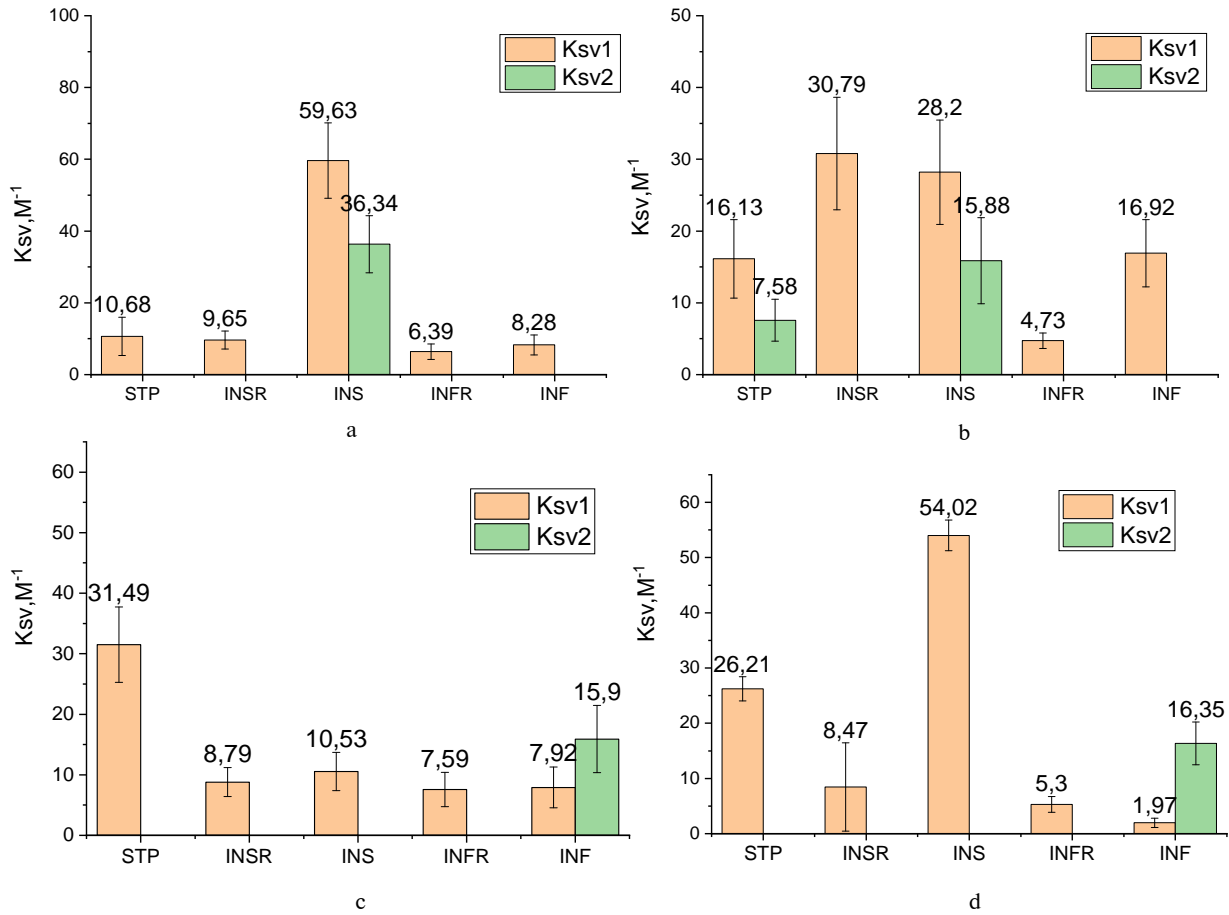 100
80
60
40
20
0
Ksv,M⁻¹
Ksv1
Ksv2
10,68
9,65
59,63
36,34
6,39
8,28
STP INSR INS INFR INF
a
50
40
30
20
10
0
Ksv,M⁻¹
Ksv1
Ksv2
16,13
7,58
30,79
28,2
15,88
4,73
16,92
STP INSR INS INFR INF
b
60
50
40
30
20
10
0
Ksv,M⁻¹
Ksv1
Ksv2
31,49
8,79
10,53
7,59
7,92
15,9
STP INSR INS INFR INF
c
60
50
40
30
20
10
0
Ksv,M⁻¹
Ksv1
Ksv2
26,21
8,47
54,02
5,3
1,97
16,35
STP INSR INS INFR INF
d